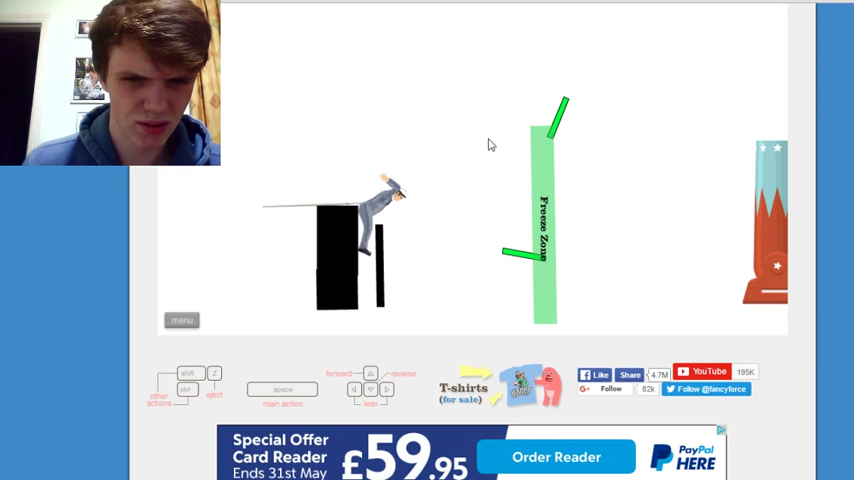 Freeze Zone
menu
shift
Z
ctrl
eject
other
actions
space
main action
forward
reverse
lean
T-shirts
(for sale)
Like
Share
4.7M
YouTube
195K
Follow
82k
Follow @fancyforce
Special Offer
Card Reader
Ends 31st May
£59.95
Order Reader
PayPal
HERE